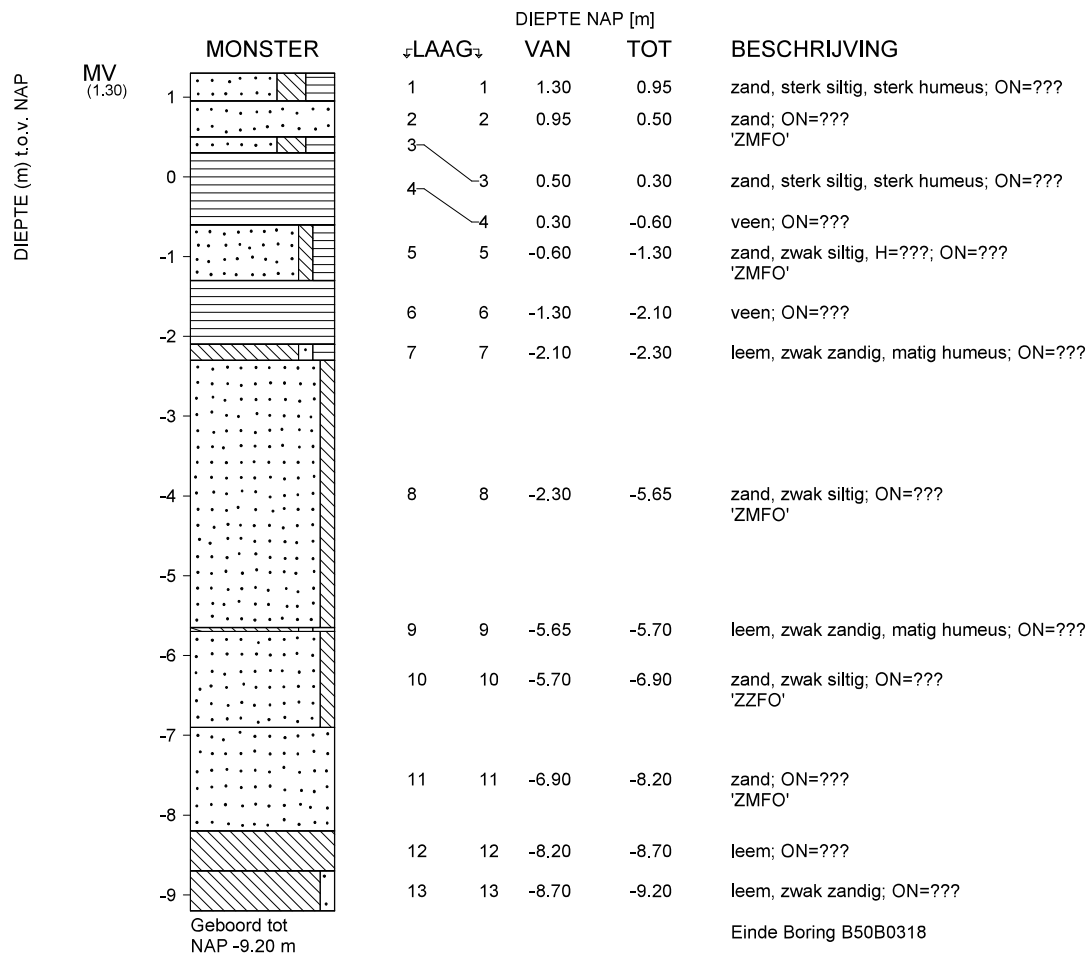 DIEPTE NAP [m]
MONSTER LAAG VAN TOT BESCHRIJVING
MV
(1.30)
DIEPTE (m) t.o.v. NAP
1 1 1.30 0.95 zand, sterk siltig, sterk humeus; ON=???
1
2 2 0.95 0.50 zand; ON=???
'ZMFO'
3
0 3 0.50 0.30 zand, sterk siltig, sterk humeus; ON=???
4
4 0.30 -0.60 veen; ON=???
-1 5 5 -0.60 -1.30 zand, zwak siltig, H=???; ON=???
'ZMFO'
6 6 -1.30 -2.10 veen; ON=???
-2
7 7 -2.10 -2.30 leem, zwak zandig, matig humeus; ON=???
-3
-4 8 8 -2.30 -5.65 zand, zwak siltig; ON=???
'ZMFO'
-5
9 9 -5.65 -5.70 leem, zwak zandig, matig humeus; ON=???
-6
10 10 -5.70 -6.90 zand, zwak siltig; ON=???
'ZZFO'
-7
11 11 -6.90 -8.20 zand; ON=???
'ZMFO'
-8
12 12 -8.20 -8.70 leem; ON=???
-9 13 13 -8.70 -9.20 leem, zwak zandig; ON=???
Geboord tot
NAP -9.20 m
Einde Boring B50B0318